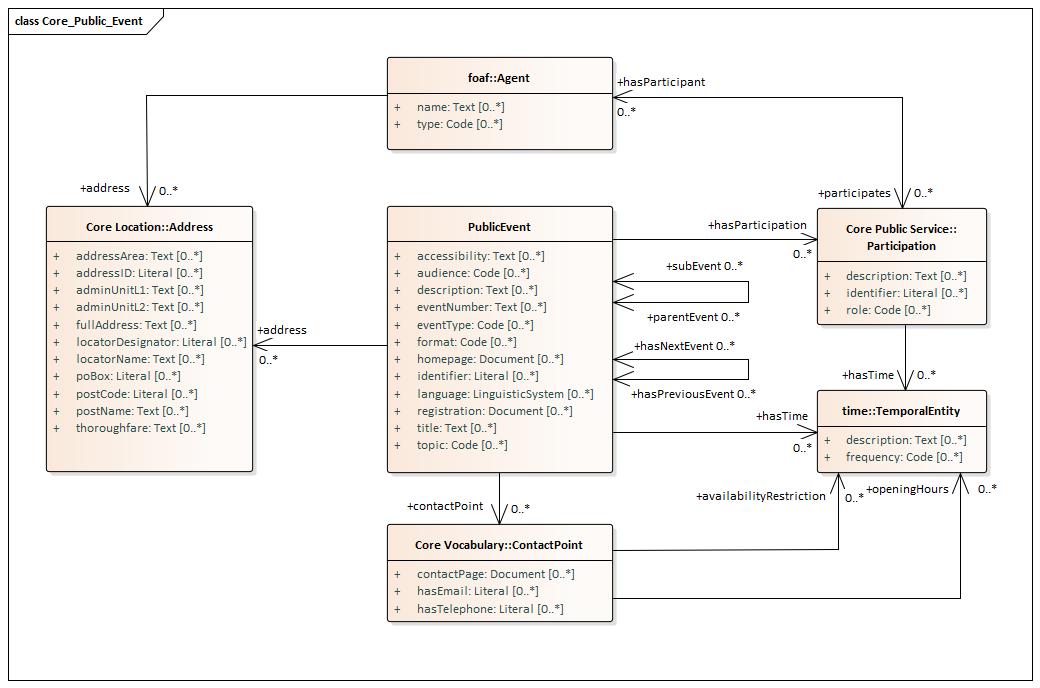 class Core_Public_Event
foaf::Agent
+ name: Text [0..*]
+ type: Code [0..*]
+hasParticipant
0..*
+address
0..*
+participates
0..*
Core Location::Address
+ addressArea: Text [0..*]
+ addressID: Literal [0..*]
+ adminUnitL1: Text [0..*]
+ adminUnitL2: Text [0..*]
+ fullAddress: Text [0..*]
+ locatorDesignator: Literal [0..*]
+ locatorName: Text [0..*]
+ poBox: Literal [0..*]
+ postCode: Literal [0..*]
+ postName: Text [0..*]
+ thoroughfare: Text [0..*]
+address
0..*
PublicEvent
+ accessibility: Text [0..*]
+ audience: Code [0..*]
+ description: Text [0..*]
+ eventNumber: Text [0..*]
+ eventType: Code [0..*]
+ format: Code [0..*]
+ homepage: Document [0..*]
+ identifier: Literal [0..*]
+ language: LinguisticSystem [0..*]
+ registration: Document [0..*]
+ title: Text [0..*]
+ topic: Code [0..*]
+hasParticipation
0..*
+subEvent 0..*
+parentEvent 0..*
+hasNextEvent 0..*
+hasPreviousEvent 0..*
+hasTime
0..*
Core Public Service::
Participation
+ description: Text [0..*]
+ identifier: Literal [0..*]
+ role: Code [0..*]
+hasTime
0..*
time::TemporalEntity
+ description: Text [0..*]
+ frequency: Code [0..*]
+availabilityRestriction
0..*
+openingHours
0..*
+contactPoint
0..*
Core Vocabulary::ContactPoint
+ contactPage: Document [0..*]
+ hasEmail: Literal [0..*]
+ hasTelephone: Literal [0..*]